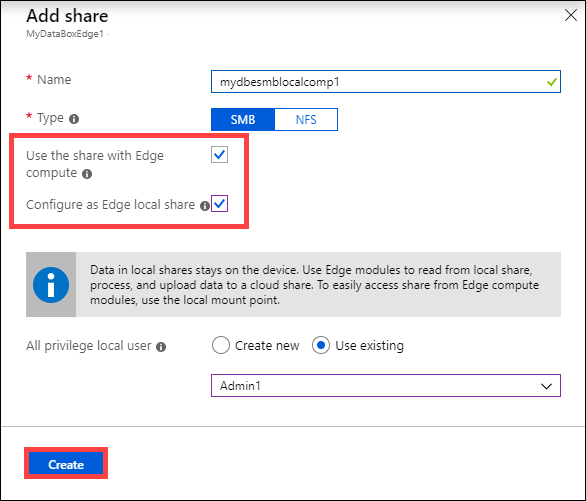 Add share
MyDataBoxEdge1
* Name
mydbesmblocalcomp1
* Type
SMB
NFS
Use the share with Edge
compute
Configure as Edge local share
Data in local shares stays on the device. Use Edge modules to read from local share,
process, and upload data to a cloud share. To easily access share from Edge compute
modules, use the local mount point.
All privilege local user
Create new
Use existing
Admin1
Create